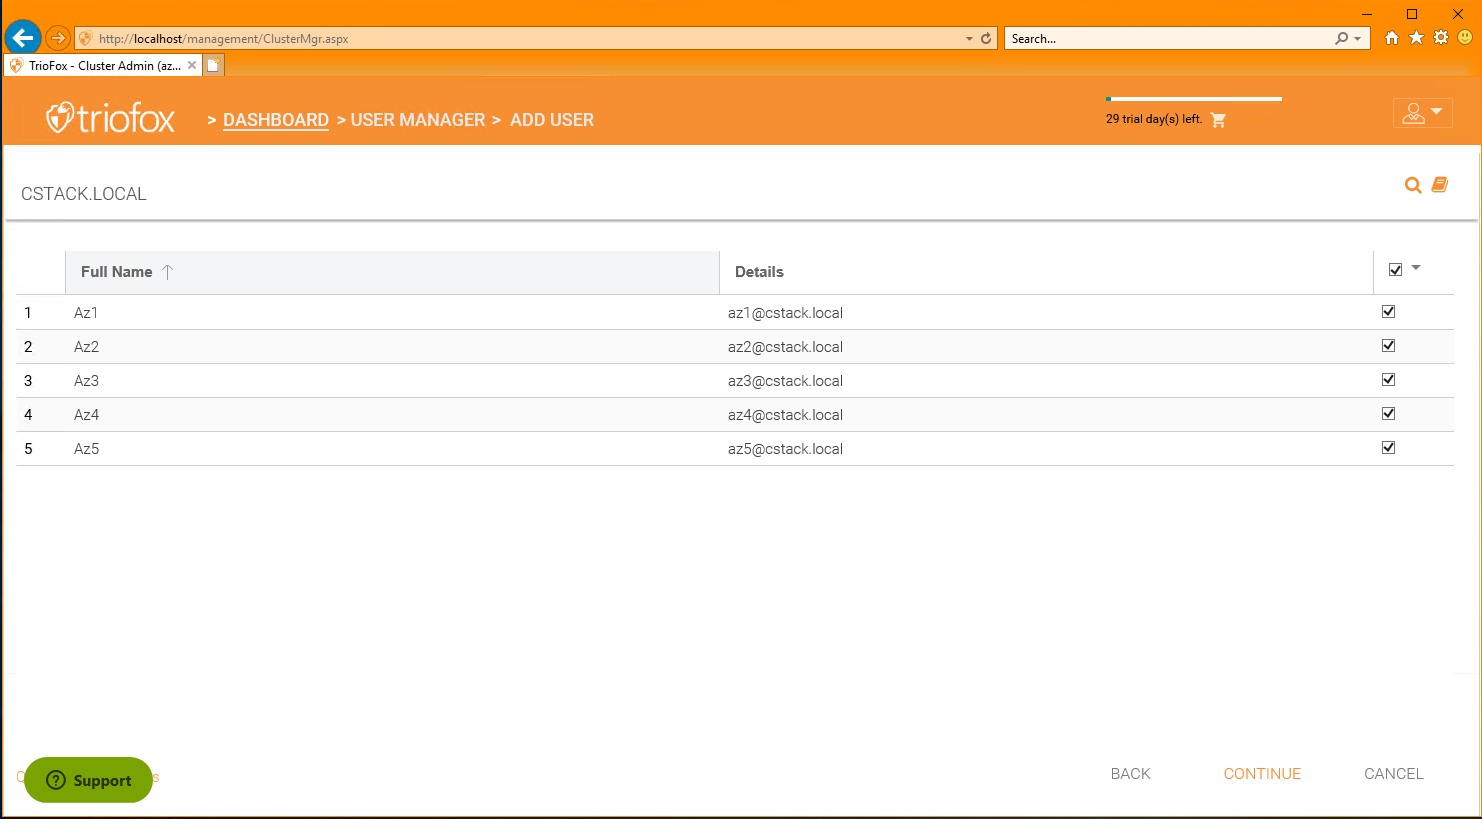 http://localhost/management/ClusterMgr.aspx
Search...
TrioFox - Cluster Admin (az...
triofox
> DASHBOARD > USER MANAGER > ADD USER
29 trial day(s) left.
CSTACK.LOCAL
Full Name Details
1 Az1 az1@cstack.local
2 Az2 az2@cstack.local
3 Az3 az3@cstack.local
4 Az4 az4@cstack.local
5 Az5 az5@cstack.local
Support
BACK CONTINUE CANCEL